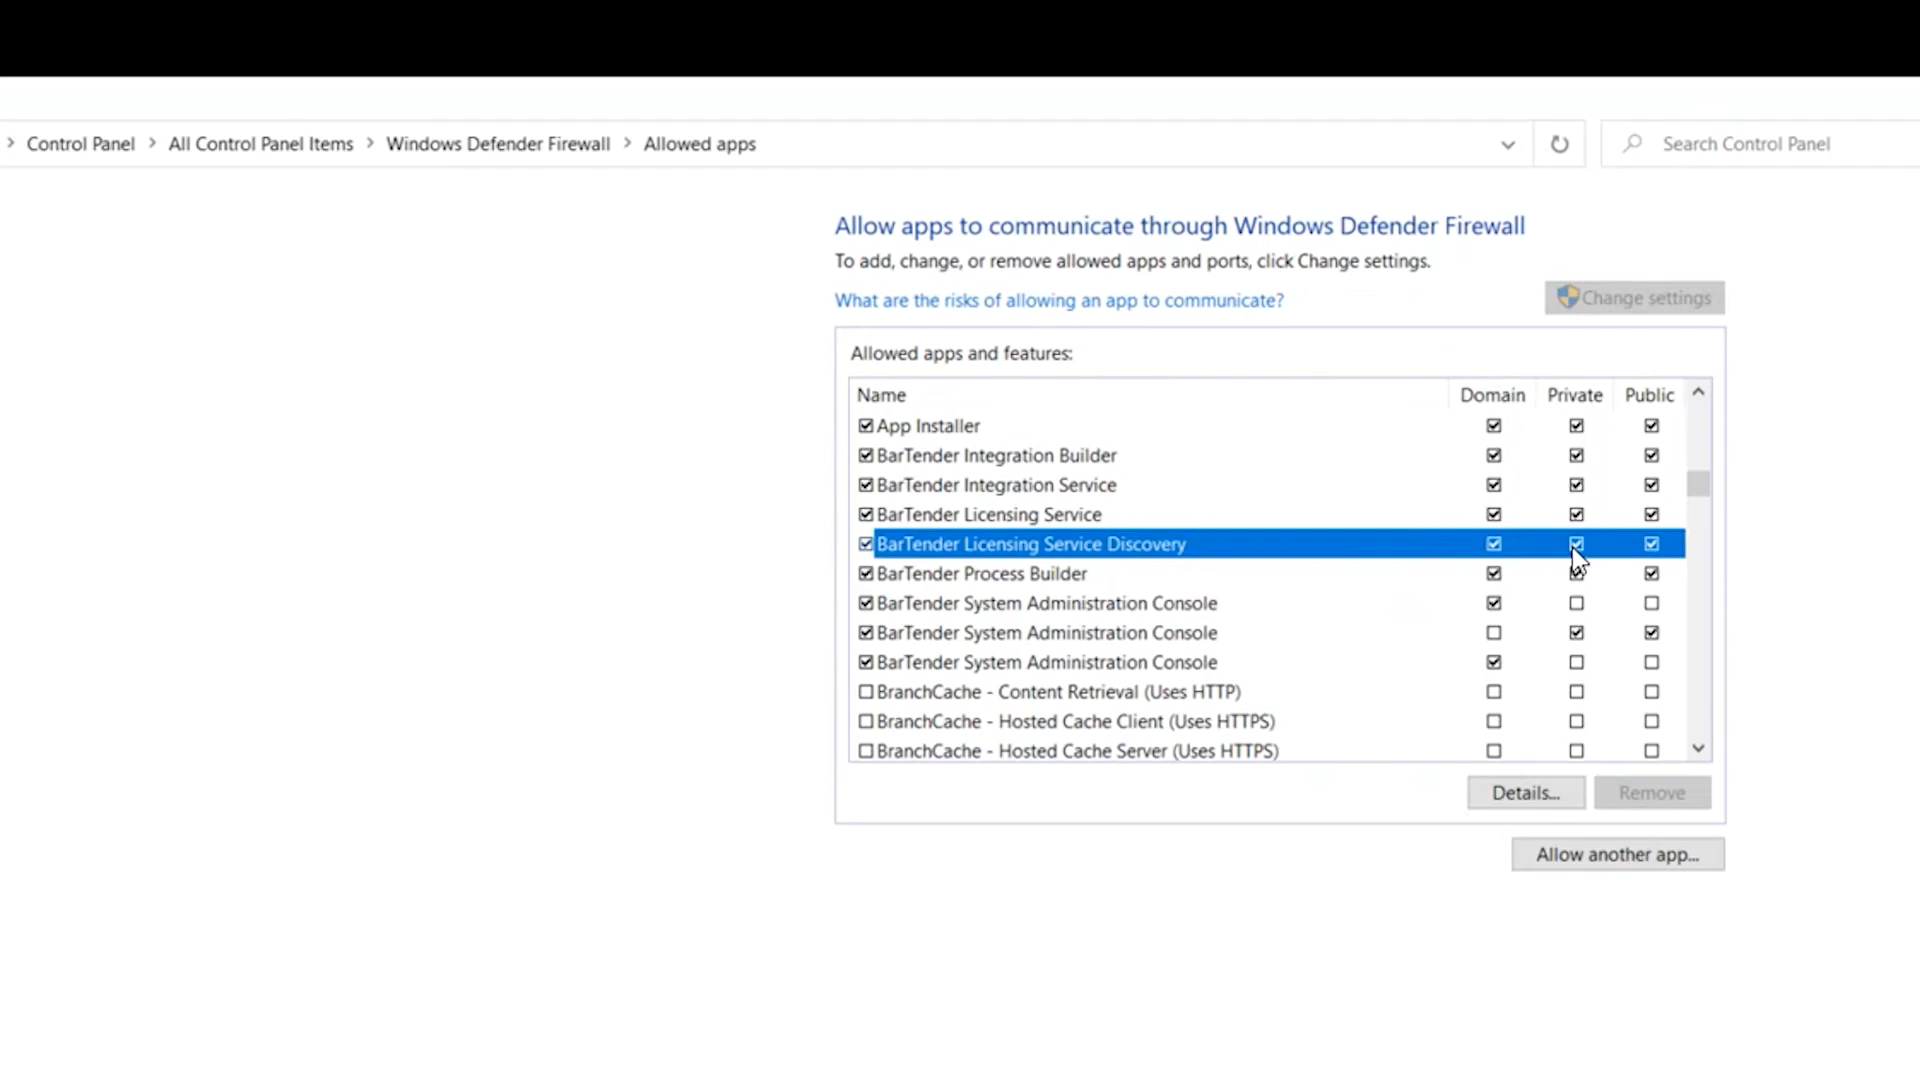 Control Panel > All Control Panel Items > Windows Defender Firewall > Allowed apps
Search Control Panel
Allow apps to communicate through Windows Defender Firewall
To add, change, or remove allowed apps and ports, click Change settings.
What are the risks of allowing an app to communicate?
Change settings
Allowed apps and features:
Name Domain Private Public
App Installer
BarTender Integration Builder
BarTender Integration Service
BarTender Licensing Service
BarTender Licensing Service Discovery
BarTender Process Builder
BarTender System Administration Console
BarTender System Administration Console
BarTender System Administration Console
BranchCache - Content Retrieval (Uses HTTP)
BranchCache - Hosted Cache Client (Uses HTTPS)
BranchCache - Hosted Cache Server (Uses HTTPS)
Details... Remove
Allow another app...